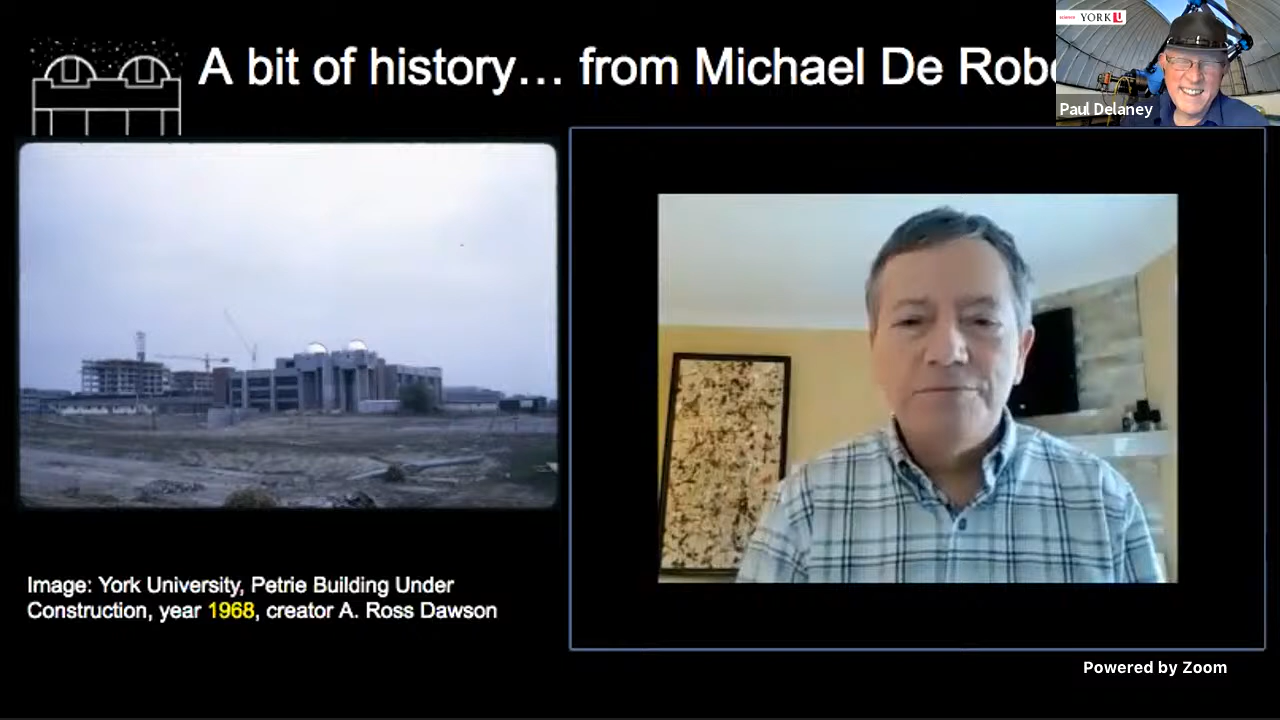 A bit of history… from Michael De Robe
science YORK U
Paul Delaney
Image: York University, Petrie Building Under
Construction, year 1968, creator A. Ross Dawson
Powered by Zoom